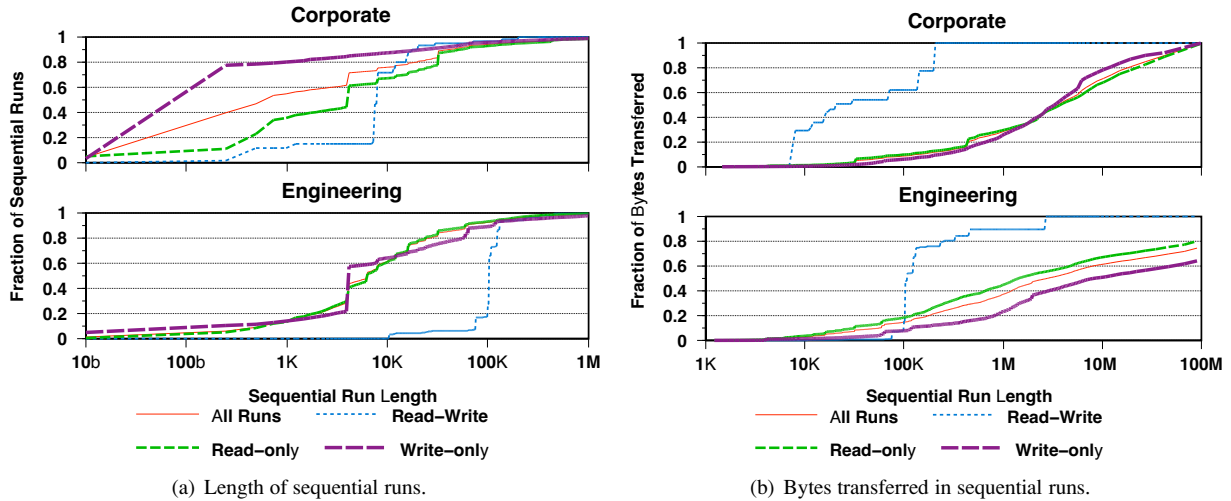 Corporate
Fraction of Sequential Runs
1
0.8
0.6
0.4
0.2
0
Engineering
1
0.8
0.6
0.4
0.2
0
10b 100b 1K 10K 100K 1M
Sequential Run Length
All Runs Read−Write
Read−only Write−only
(a) Length of sequential runs.
Corporate
Fraction of Bytes Transferred
1
0.8
0.6
0.4
0.2
0
Engineering
1
0.8
0.6
0.4
0.2
0
1K 10K 100K 1M 10M 100M
Sequential Run Length
All Runs Read−Write
Read−only Write−only
(b) Bytes transferred in sequential runs.